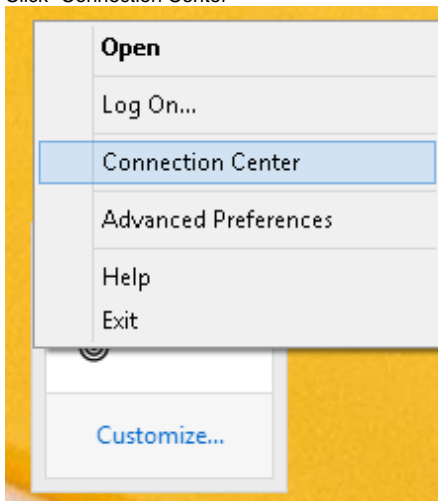 Click "Connection Center"
Open
Log On...
Connection Center
Advanced Preferences
Help
Exit
Customize...